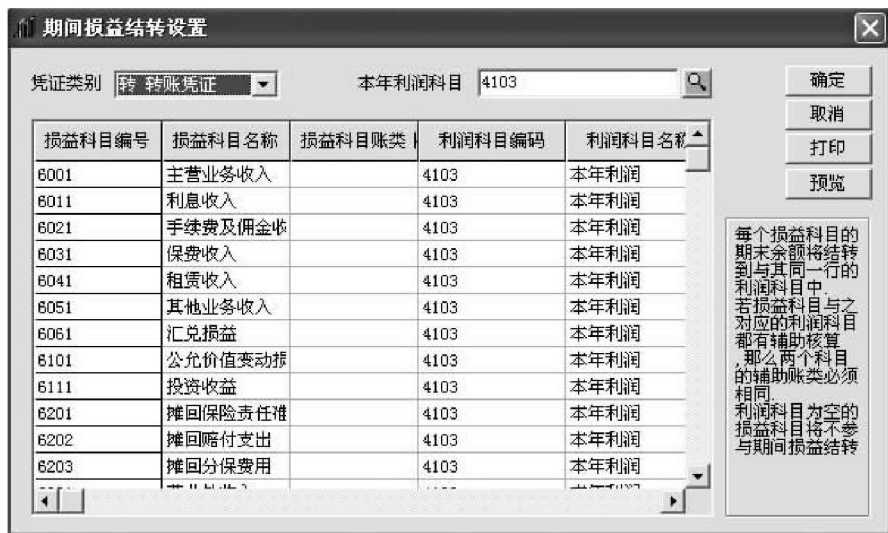 期间损益结转设置
凭证类别 转 转账凭证 本年利润科目 4103 确定
取消
打印
预览
损益科目编号 损益科目名称 损益科目账类 利润科目编码 利润科目名称
6001 主营业务收入 4103 本年利润
6011 利息收入 4103 本年利润
6021 手续费及佣金收 4103 本年利润
6031 保费收入 4103 本年利润
6041 租赁收入 4103 本年利润
6051 其他业务收入 4103 本年利润
6061 汇兑损益 4103 本年利润
6101 公允价值变动损 4103 本年利润
6111 投资收益 4103 本年利润
6201 摊回保险责任准 4103 本年利润
6202 摊回赔付支出 4103 本年利润
6203 摊回分保费用 4103 本年利润
每个损益科目的
期末余额将结转
到与其同一行的
利润科目中.
若损益科目与之
对应的利润科目
都有辅助核算
,那么两个科目
的辅助账类必须
相同.
利润科目为空的
损益科目将不参
与期间损益结转